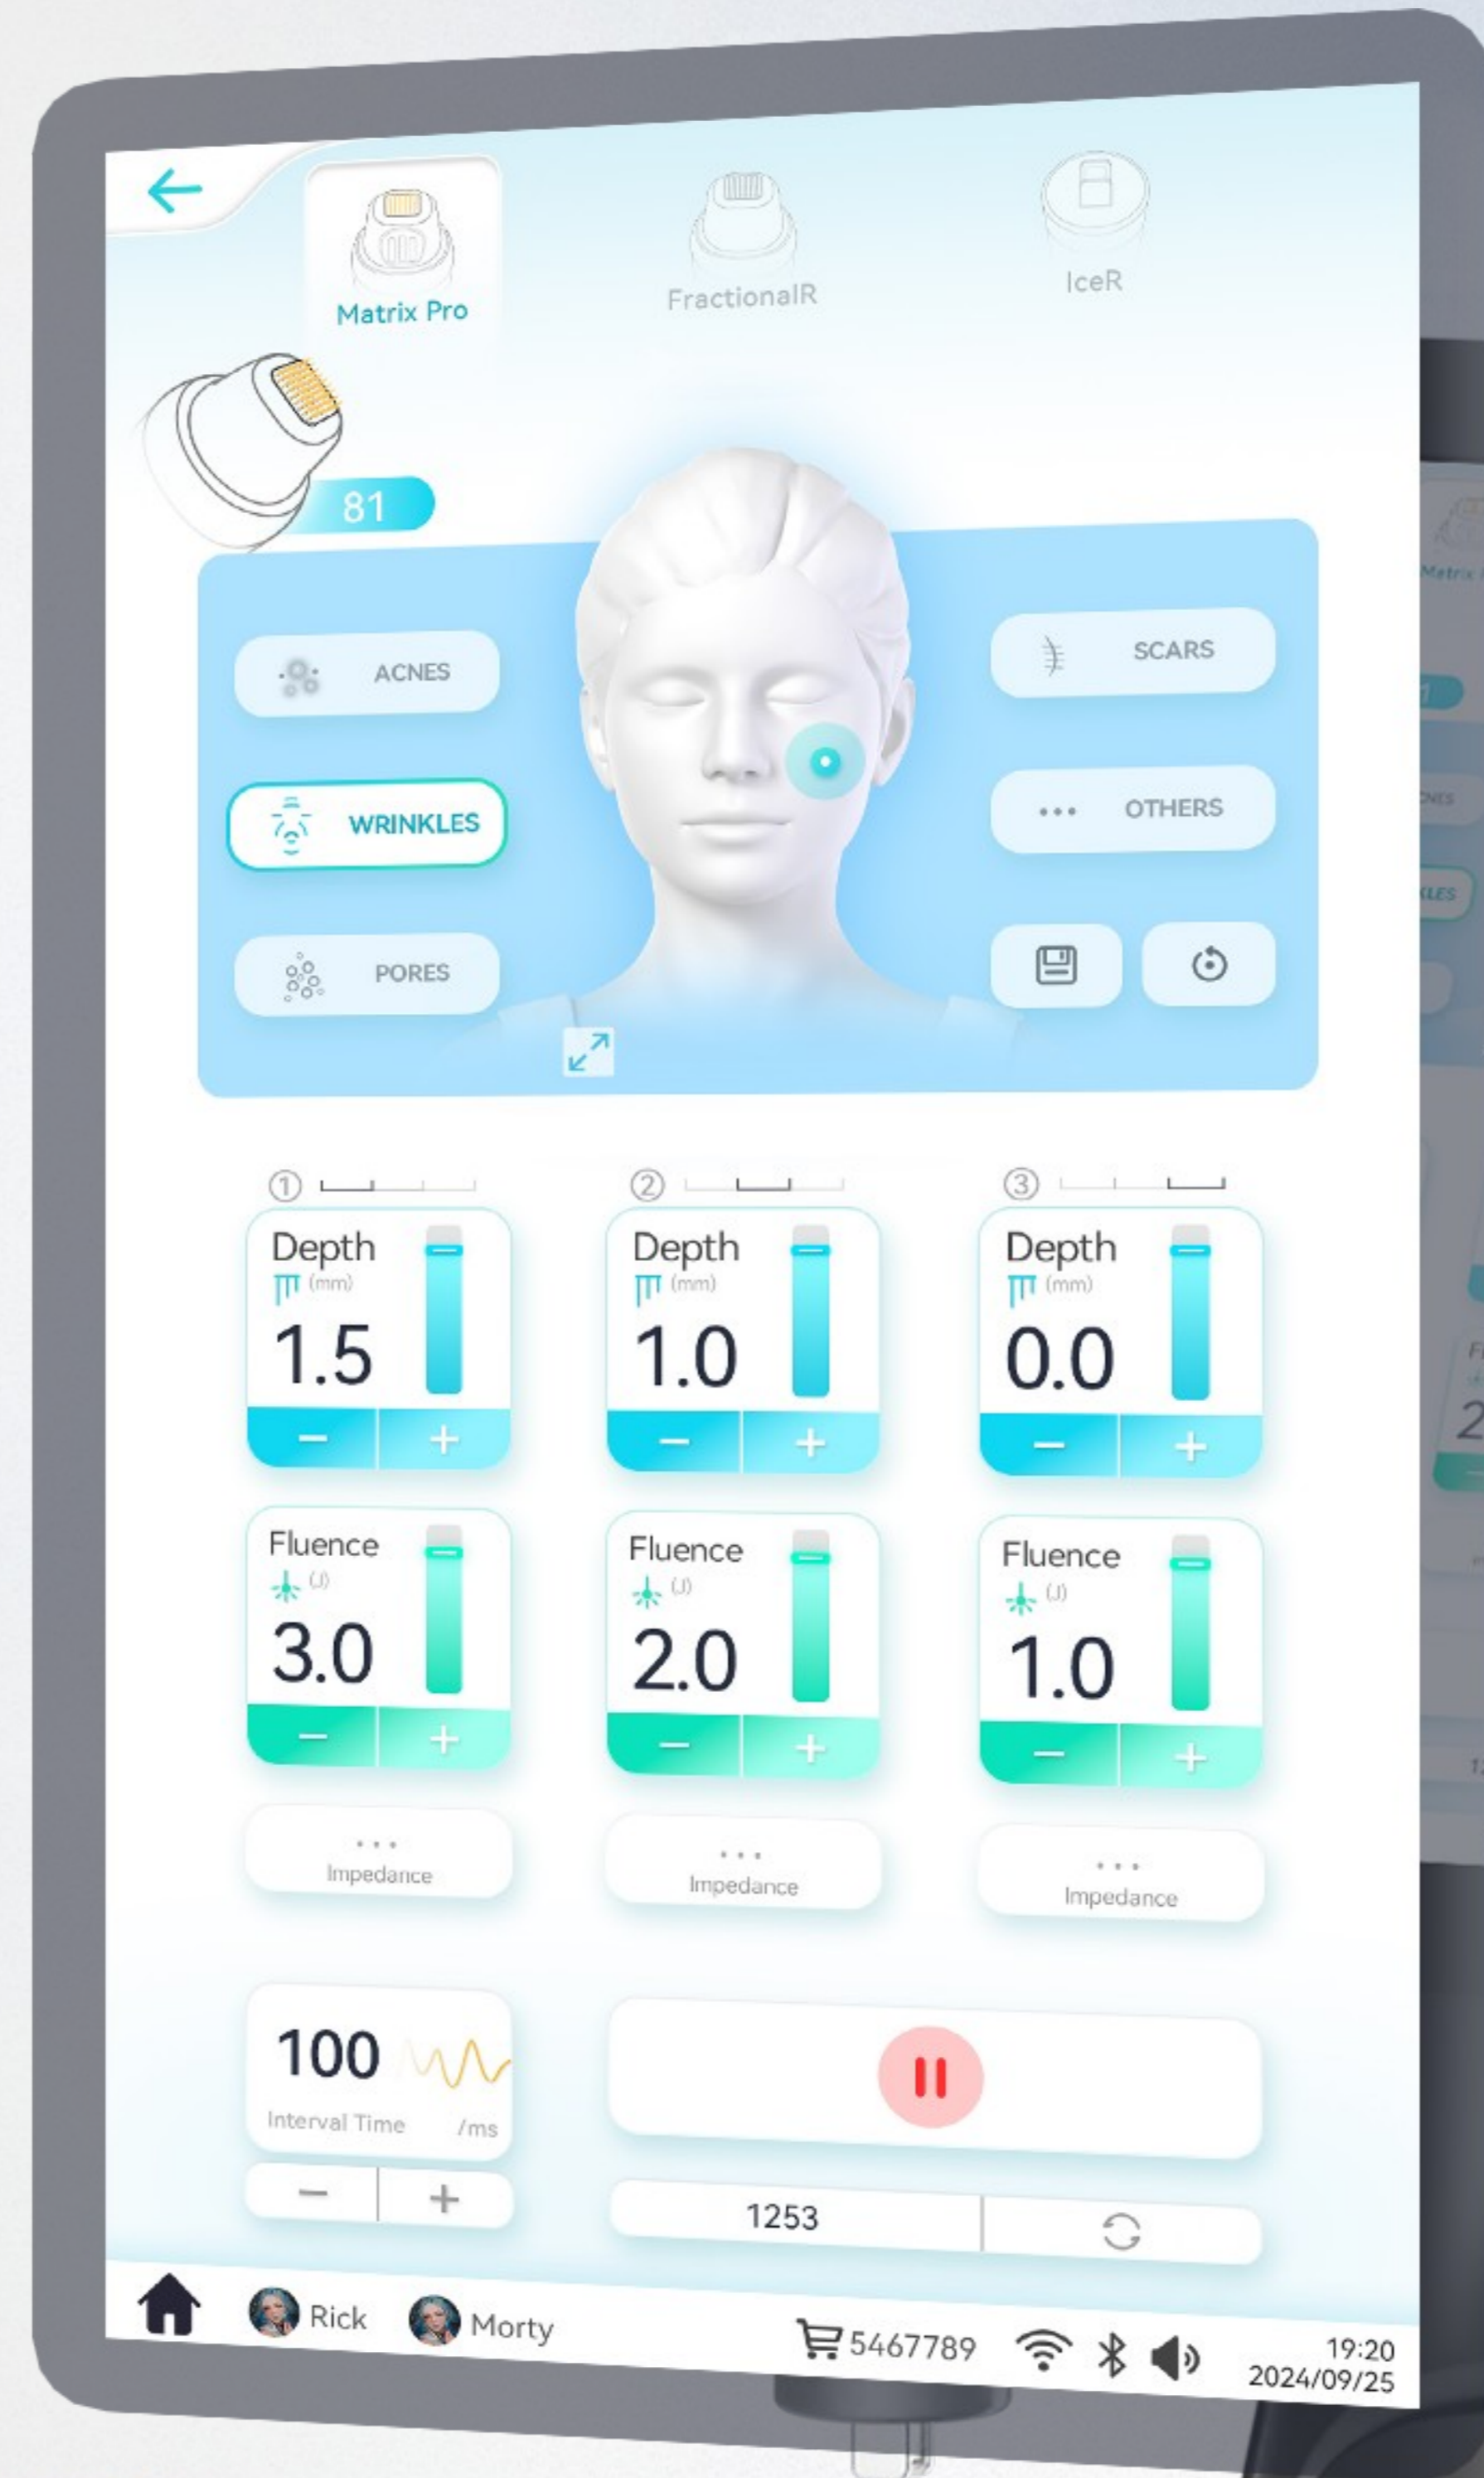 Matrix Pro
FractionalR
IceR
81
ACNES
SCARS
WRINKLES
OTHERS
PORES
① ② ③
Depth
(mm)
1.5
Depth
(mm)
1.0
Depth
(mm)
0.0
− +
− +
− +
Fluence
(J)
3.0
Fluence
(J)
2.0
Fluence
(J)
1.0
− +
− +
− +
...
Impedance
...
Impedance
...
Impedance
100
Interval Time /ms
− +
1253
Rick Morty 5467789
19:20
2024/09/25
Matrix